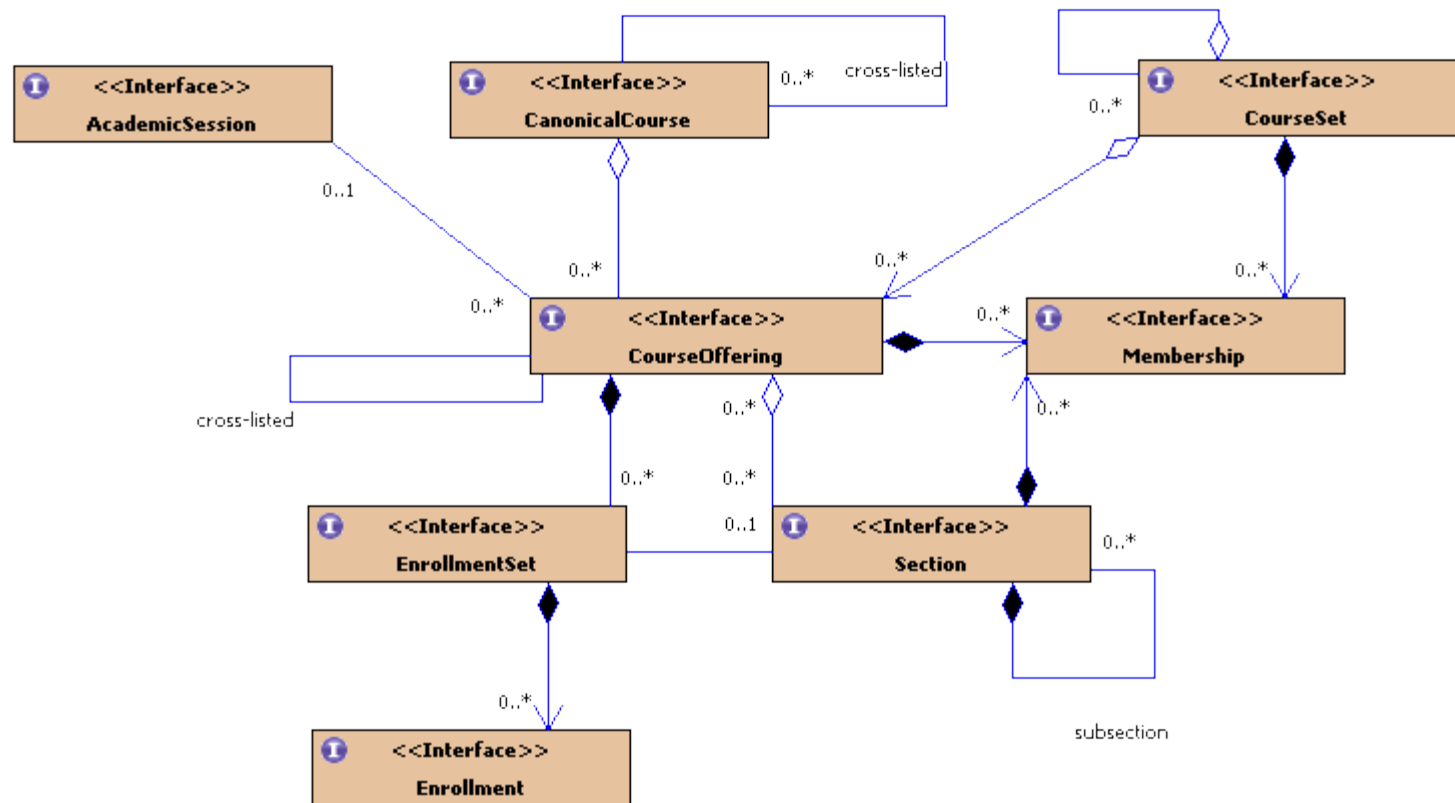 <<Interface>>
AcademicSession
<<Interface>>
CanonicalCourse
0..*
cross-listed
<<Interface>>
CourseSet
0..*
0..1
0..*
0..*
0..*
0..*
<<Interface>>
CourseOffering
0..*
<<Interface>>
Membership
cross-listed
0..*
0..*
0..*
0..*
0..1
<<Interface>>
EnrollmentSet
<<Interface>>
Section
0..*
0..*
subsection
<<Interface>>
Enrollment